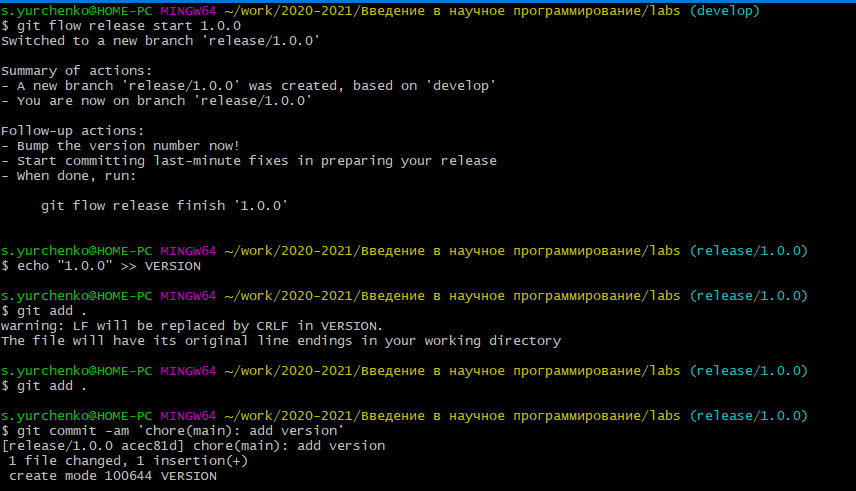 s.yurchenko@HOME-PC MINGW64 ~/work/2020-2021/Введение в научное программирование/labs (develop)
$ git flow release start 1.0.0
Switched to a new branch 'release/1.0.0'
Summary of actions:
- A new branch 'release/1.0.0' was created, based on 'develop'
- You are now on branch 'release/1.0.0'
Follow-up actions:
- Bump the version number now!
- Start committing last-minute fixes in preparing your release
- When done, run:
git flow release finish '1.0.0'
s.yurchenko@HOME-PC MINGW64 ~/work/2020-2021/Введение в научное программирование/labs (release/1.0.0)
$ echo "1.0.0" >> VERSION
s.yurchenko@HOME-PC MINGW64 ~/work/2020-2021/Введение в научное программирование/labs (release/1.0.0)
$ git add .
warning: LF will be replaced by CRLF in VERSION.
The file will have its original line endings in your working directory
s.yurchenko@HOME-PC MINGW64 ~/work/2020-2021/Введение в научное программирование/labs (release/1.0.0)
$ git add .
s.yurchenko@HOME-PC MINGW64 ~/work/2020-2021/Введение в научное программирование/labs (release/1.0.0)
$ git commit -am 'chore(main): add version'
[release/1.0.0 acec81d] chore(main): add version
1 file changed, 1 insertion(+)
create mode 100644 VERSION